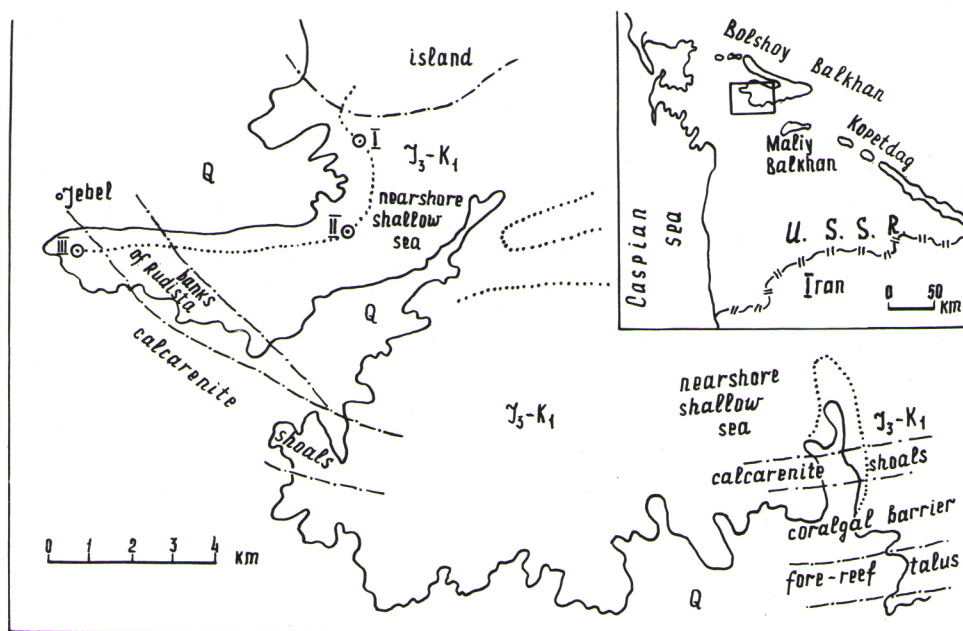 island
I
J₃-K₁
Q
Jebel
nearshore
shallow
sea
II
III
banks
of Rudista
Q
calcarenite
shoals
J₃-K₁
0 1 2 3 4
км
nearshore
shallow
sea
J₃-K₁
calcarenite shoals
coralgal barrier
fore-reef talus
Q
Bolshoy
Balkhan
Maliy
Balkhan
Kopetdag
Caspian
sea
U. S. S. R.
Iran
0 50
км